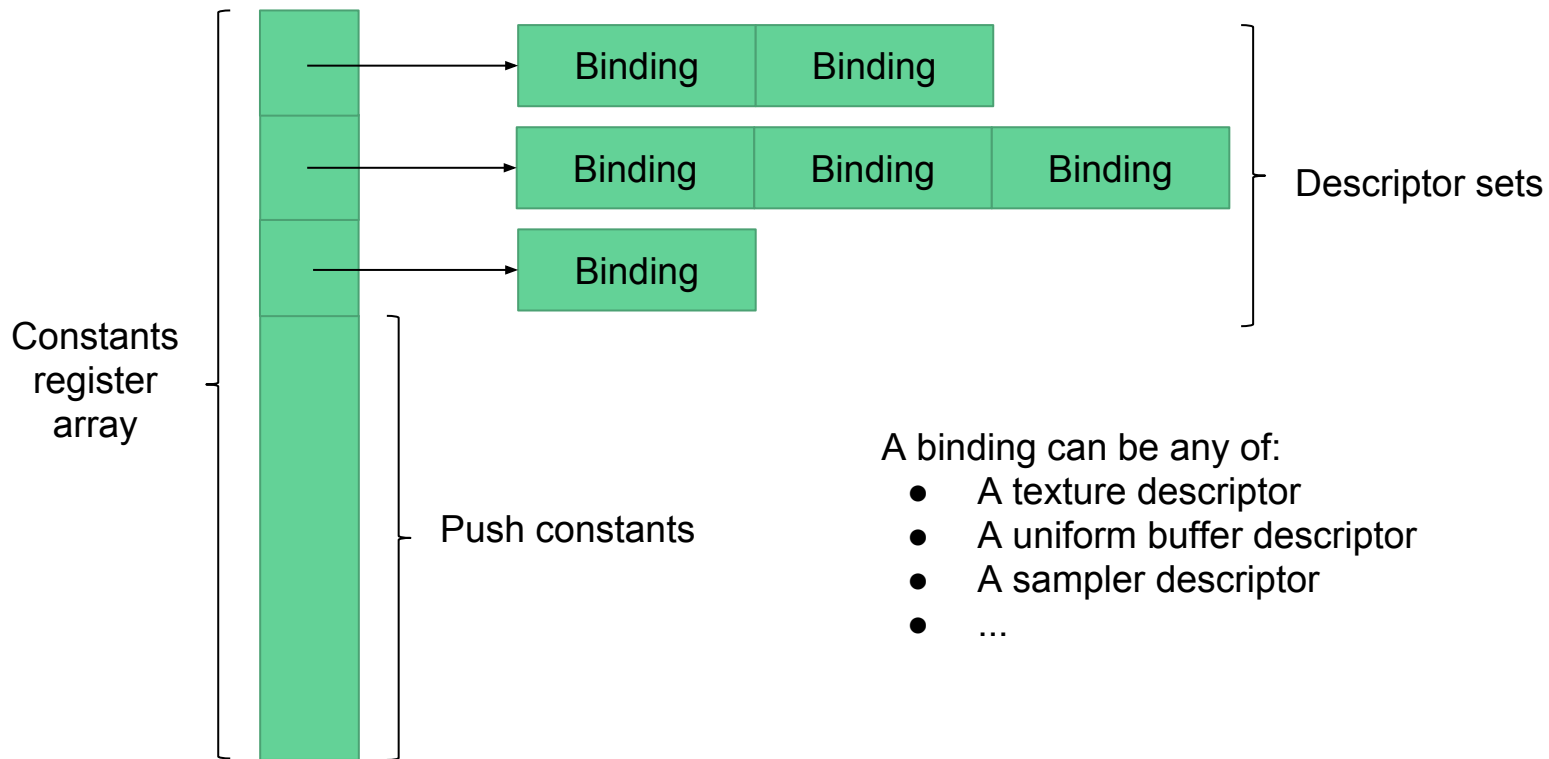 Binding Binding
Binding Binding Binding
Descriptor sets
Binding
Constants
register
array
A binding can be any of:
● A texture descriptor
Push constants
● A uniform buffer descriptor
● A sampler descriptor
● ...